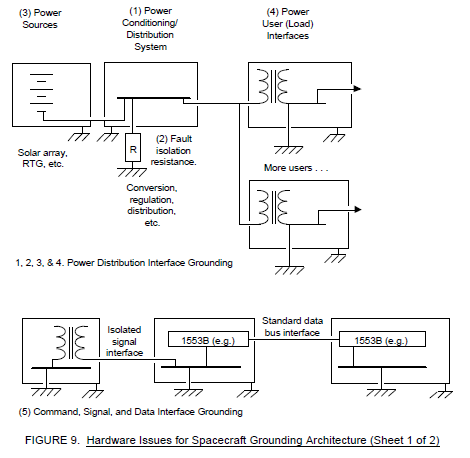 (3) Power
Sources
(1) Power
Conditioning/
Distribution
System
(4) Power
User (Load)
Interfaces
R
(2) Fault
isolation
resistance.
Solar array,
RTG, etc.
Conversion,
regulation,
distribution,
etc.
More users . . .
1, 2, 3, & 4. Power Distribution Interface Grounding
Isolated
signal
interface
1553B (e.g.)
Standard data
bus interface
1553B (e.g.)
(5) Command, Signal, and Data Interface Grounding
FIGURE 9. Hardware Issues for Spacecraft Grounding Architecture (Sheet 1 of 2)